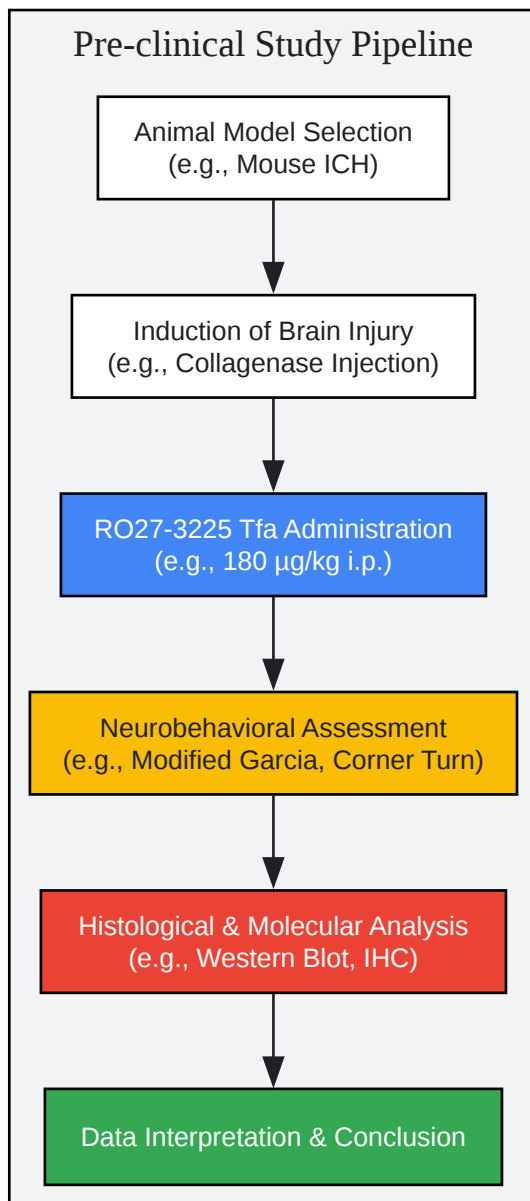 Pre-clinical Study Pipeline
Animal Model Selection
(e.g., Mouse ICH)
Induction of Brain Injury
(e.g., Collagenase Injection)
RO27-3225 Tfa Administration
(e.g., 180 µg/kg i.p.)
Neurobehavioral Assessment
(e.g., Modified Garcia, Corner Turn)
Histological & Molecular Analysis
(e.g., Western Blot, IHC)
Data Interpretation & Conclusion